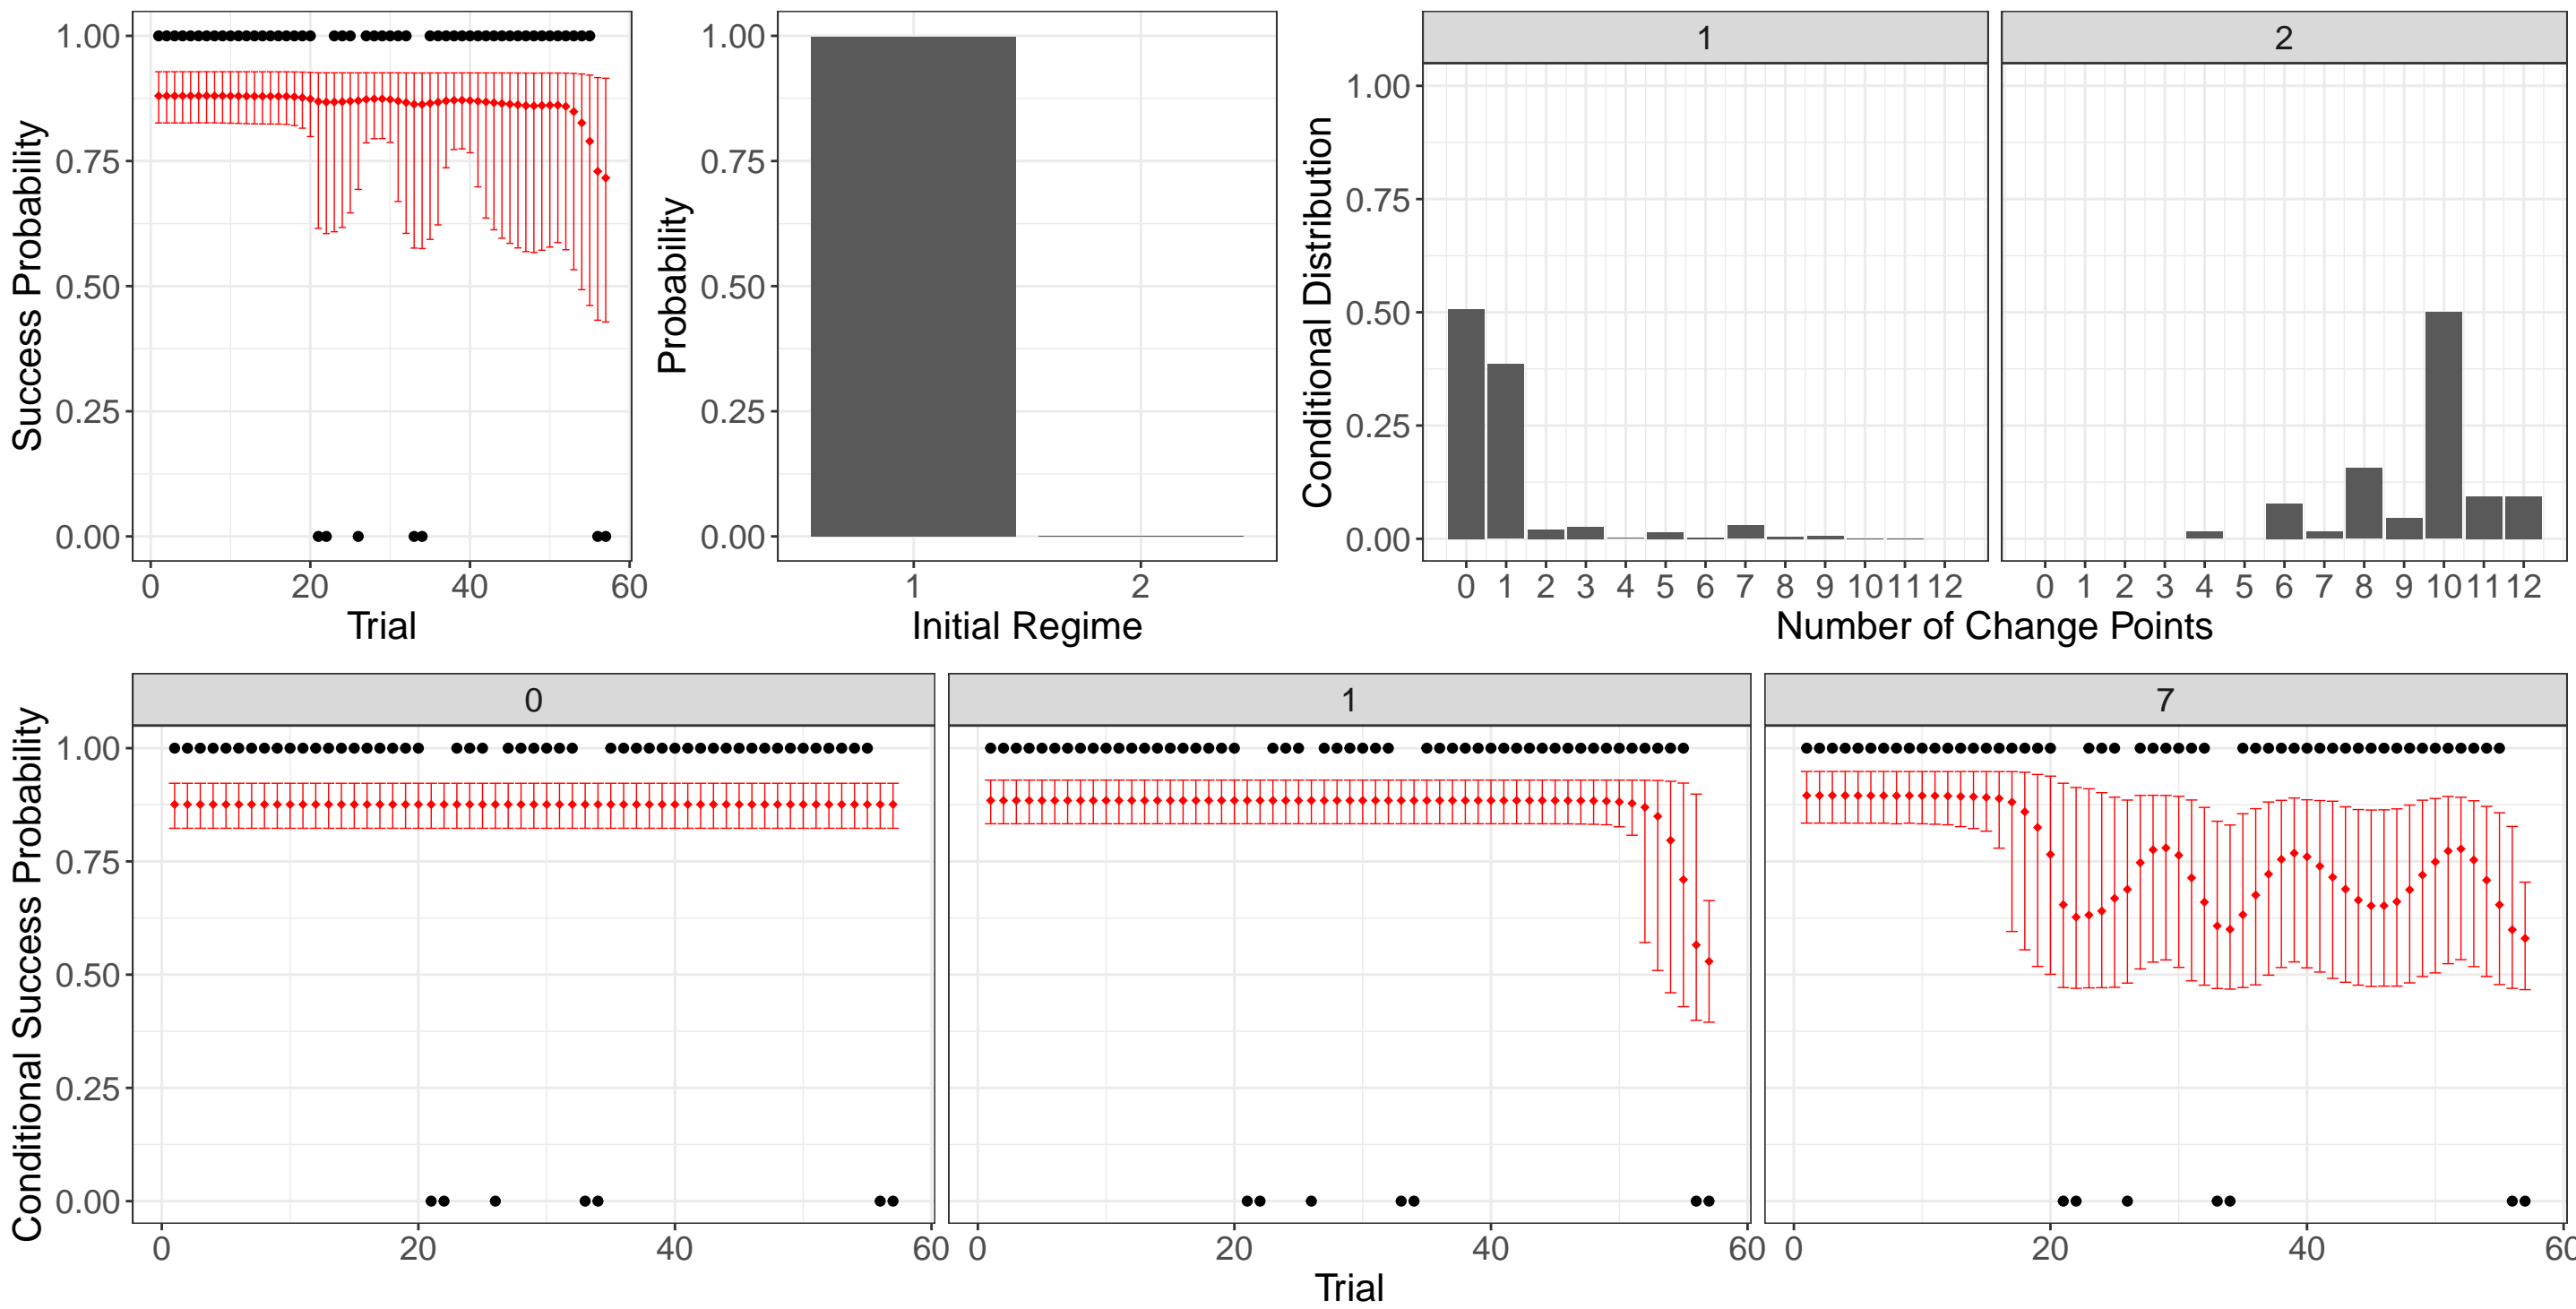 Success Probability
1.00
0.75
0.50
0.25
0.00
0 20 40 60
Trial
Probability
1.00
0.75
0.50
0.25
0.00
1 2
Initial Regime
1 2
Conditional Distribution
1.00
0.75
0.50
0.25
0.00
0 1 2 3 4 5 6 7 8 9 10 11 12
0 1 2 3 4 5 6 7 8 9 10 11 12
Number of Change Points
0 1 7
Conditional Success Probability
1.00
0.75
0.50
0.25
0.00
0 20 40 60
0 20 40 60
0 20 40 60
Trial